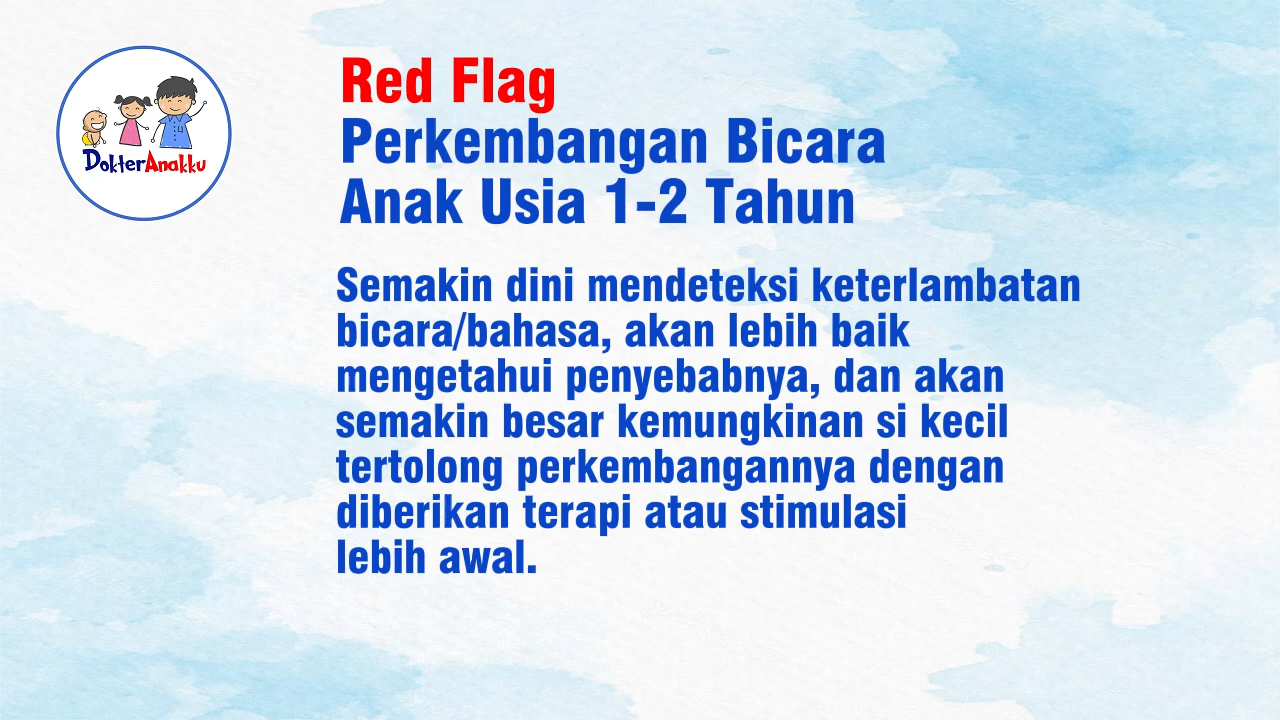 DokterAnakku
Red Flag
Perkembangan Bicara
Anak Usia 1-2 Tahun
Semakin dini mendeteksi keterlambatan
bicara/bahasa, akan lebih baik
mengetahui penyebabnya, dan akan
semakin besar kemungkinan si kecil
tertolong perkembangannya dengan
diberikan terapi atau stimulasi
lebih awal.